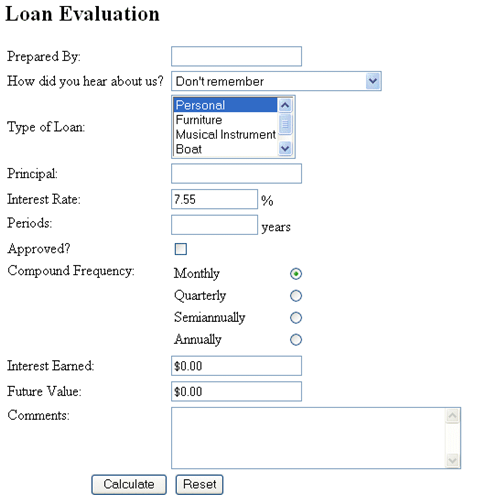 Loan Evaluation
Prepared By:
How did you hear about us? Don't remember
Type of Loan:
Personal
Furniture
Musical Instrument
Boat
Principal:
Interest Rate: 7.55 %
Periods: years
Approved?
Compound Frequency: Monthly
Quarterly
Semiannually
Annually
Interest Earned: $0.00
Future Value: $0.00
Comments:
Calculate Reset